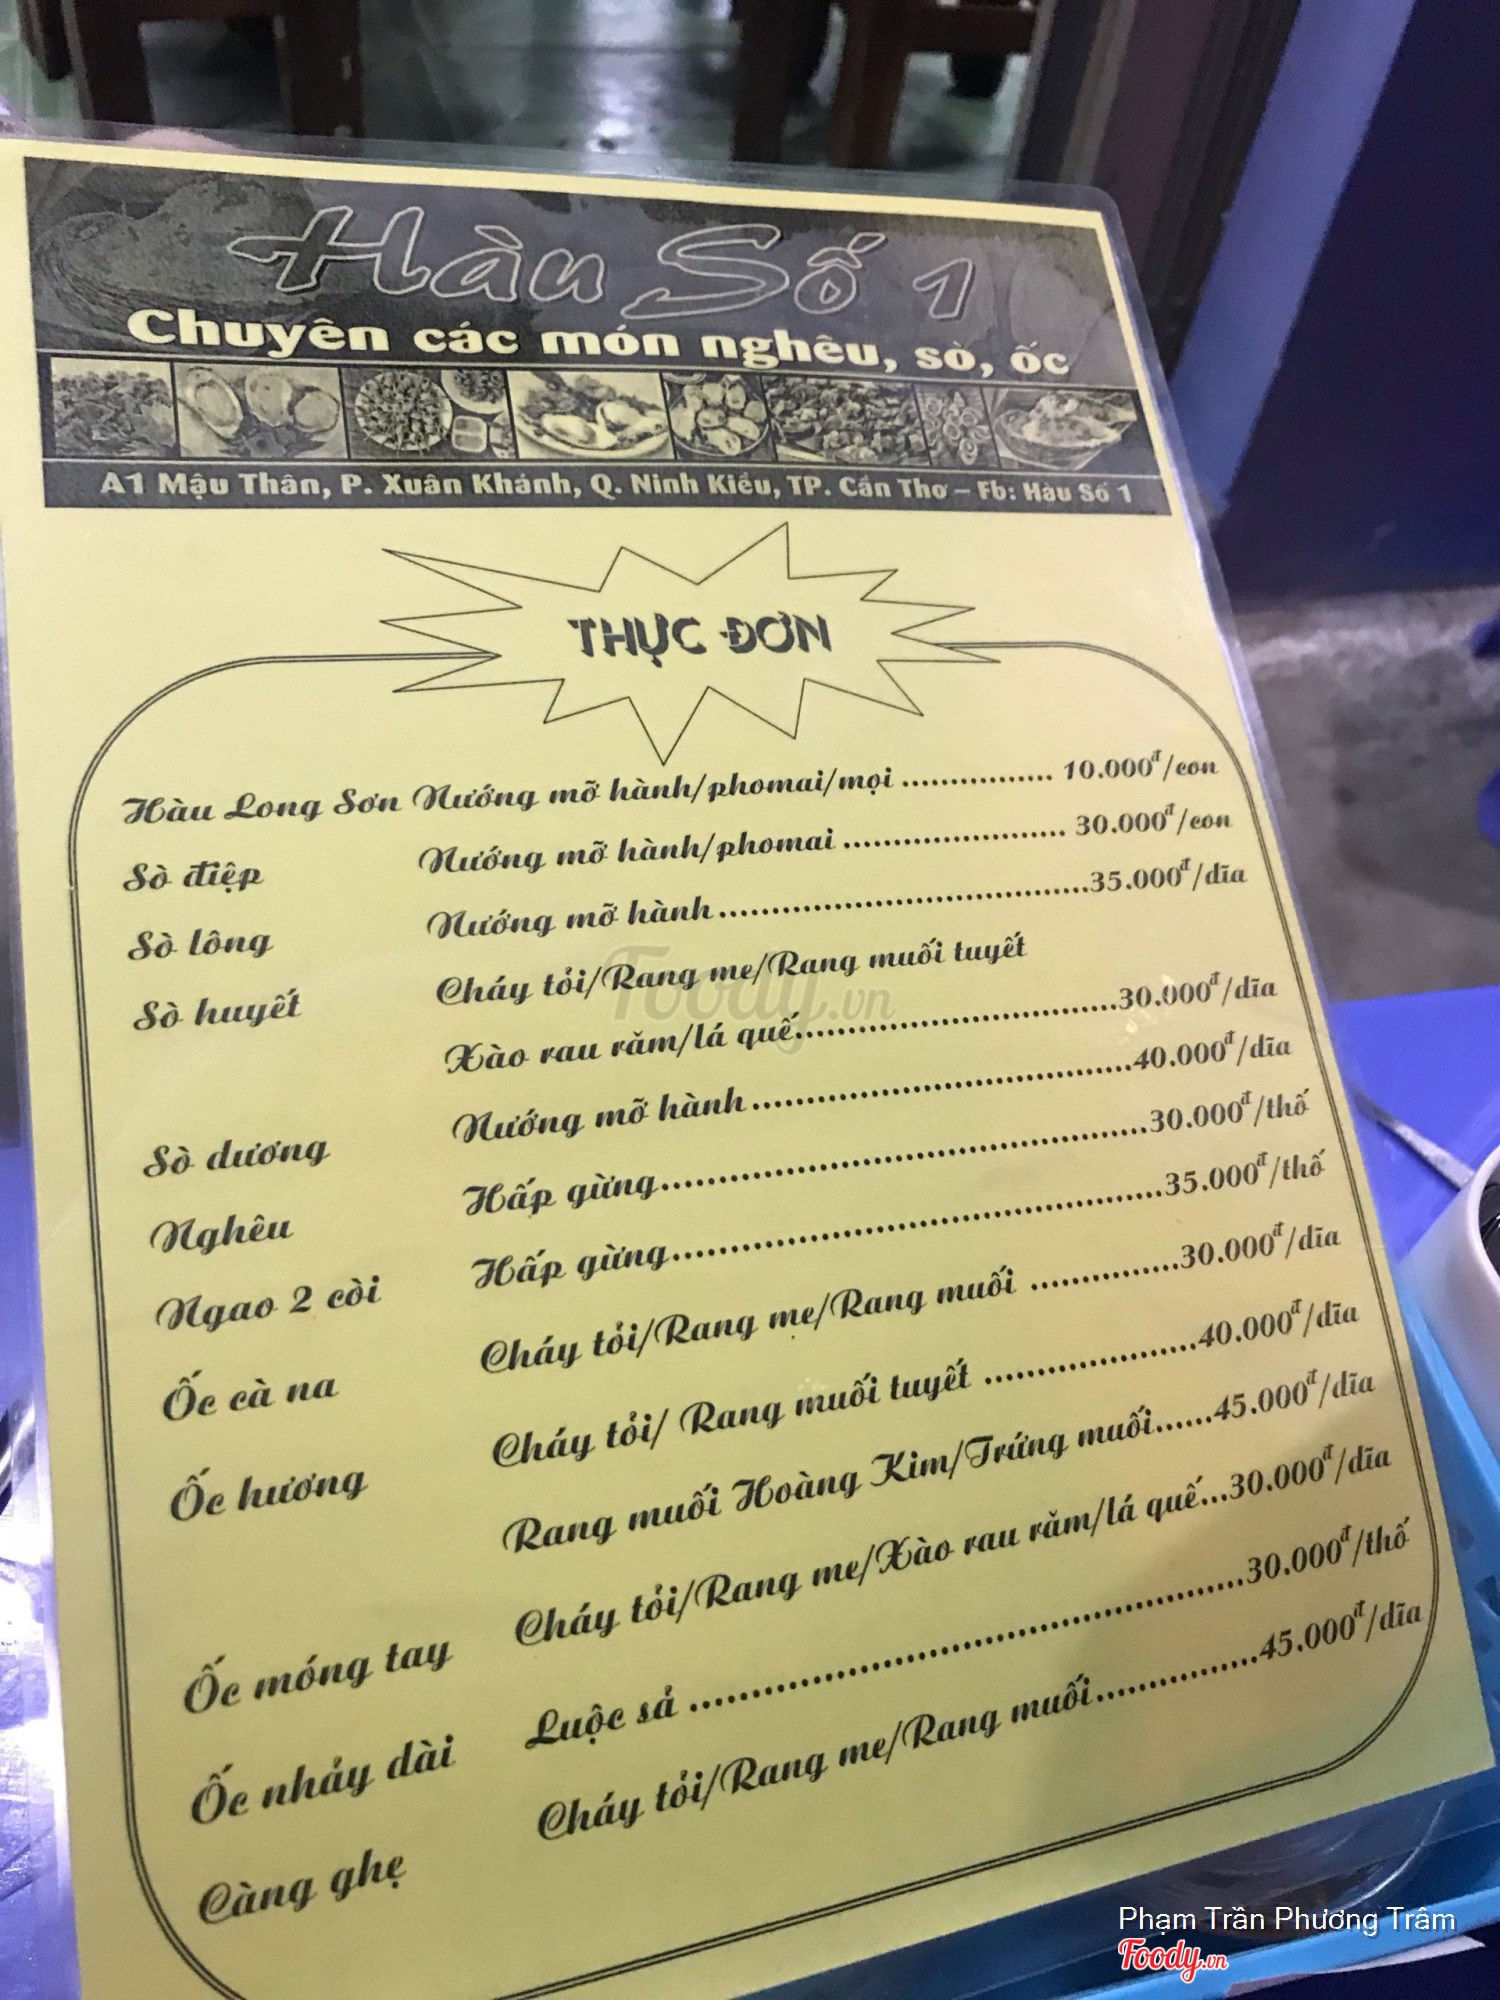 Hàu Số 1
Chuyên các món nghêu, sò, ốc
A1 Mậu Thân, P. Xuân Khánh, Q. Ninh Kiều, TP. Cần Thơ – Fb: Hàu Số 1
THỰC ĐƠN
Hàu Long Sơn Nướng mỡ hành/phomai/mọi ................ 10.000đ/con
Sò điệp Nướng mỡ hành/phomai ....................... 30.000đ/con
Sò lông Nướng mỡ hành ..................................... 35.000đ/dĩa
Sò huyết Cháy tỏi/Rang me/Rang muối tuyết
Xào rau răm/lá quế................................. 30.000đ/dĩa
Sò dương Nướng mỡ hành ....................................... 40.000đ/dĩa
Nghêu Hấp gừng................................................ 30.000đ/thố
Ngao 2 còi Hấp gừng................................................ 35.000đ/thố
Ốc cà na Cháy tỏi/Rang me/Rang muối ............... 30.000đ/dĩa
Ốc hương Cháy tỏi/ Rang muối tuyết ..................... 40.000đ/dĩa
Rang muối Hoàng Kim/Trứng muối...... 45.000đ/dĩa
Ốc móng tay Cháy tỏi/Rang me/Xào rau răm/lá quế... 30.000đ/dĩa
Ốc nhảy dài Luộc sả ..................................................... 30.000đ/thố
Càng ghẹ Cháy tỏi/Rang me/Rang muối................ 45.000đ/dĩa
Foody.vn
Phạm Trần Phương Trâm
Foody.vn